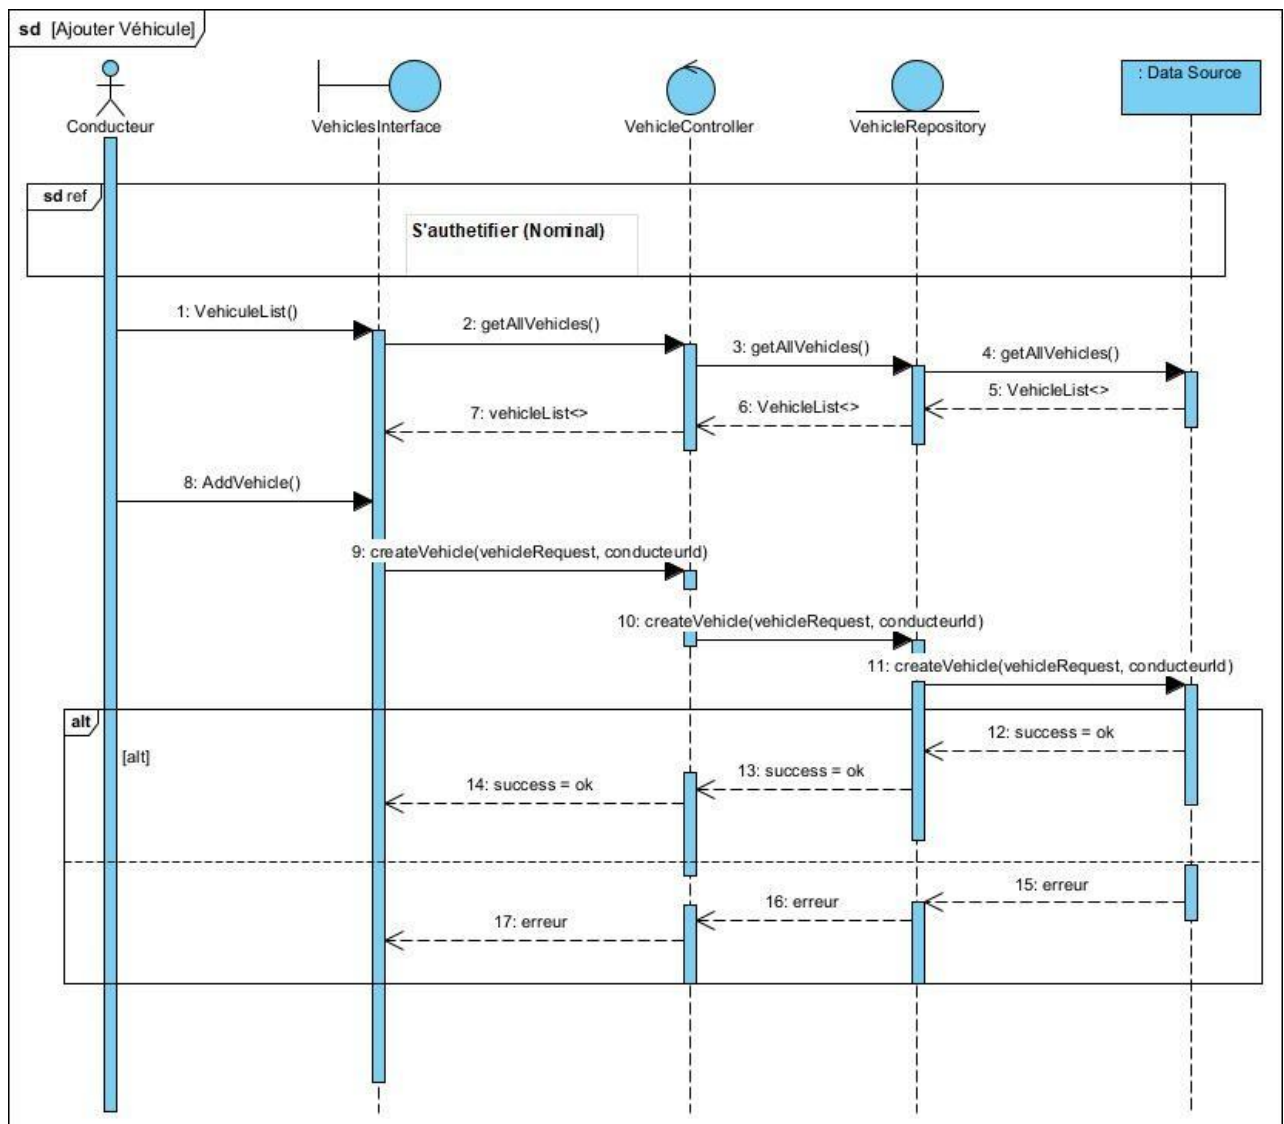 sd [Ajouter Véhicule]
: Data Source
Conducteur
VehiclesInterface
VehicleController
VehicleRepository
sd ref
S'authetifier (Nominal)
1: VehiculeList()
2: getAllVehicles()
3: getAllVehicles()
4: getAllVehicles()
5: VehicleList<>
6: VehicleList<>
7: vehicleList<>
8: AddVehicle()
9: createVehicle(vehicleRequest, conducteurId)
10: createVehicle(vehicleRequest, conducteurId)
11: createVehicle(vehicleRequest, conducteurId)
alt
[alt]
12: success = ok
13: success = ok
14: success = ok
15: erreur
16: erreur
17: erreur